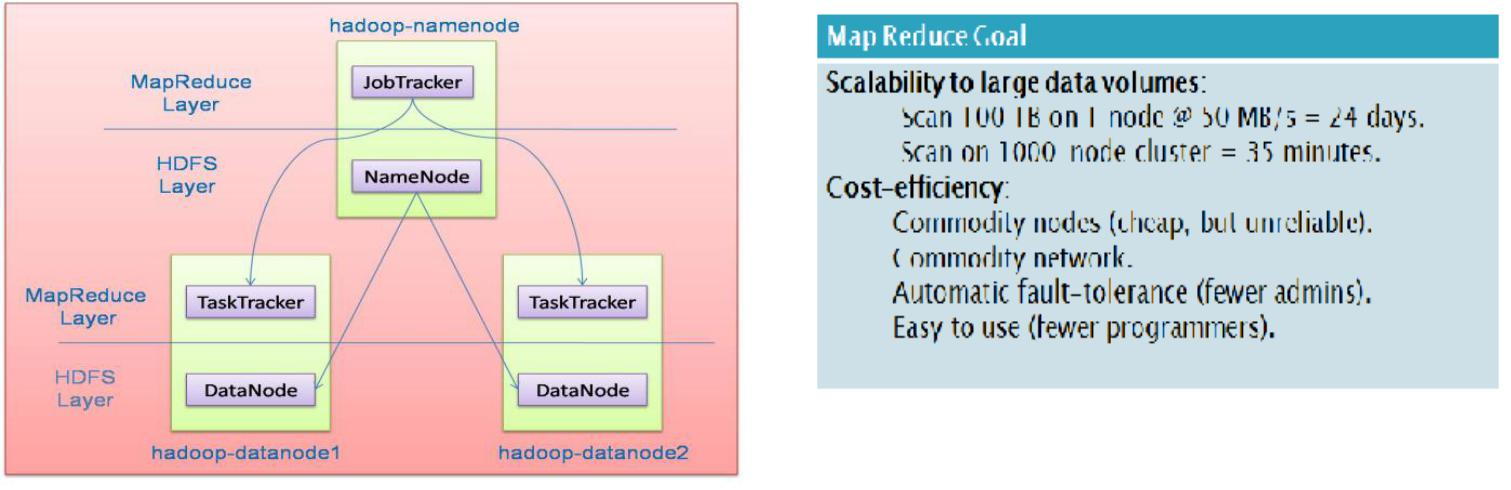 hadoop-namenode
JobTracker
MapReduce
Layer
HDFS
Layer
NameNode
MapReduce
Layer
TaskTracker
TaskTracker
HDFS
Layer
DataNode
DataNode
hadoop-datanode1
hadoop-datanode2
Map Reduce Goal
Scalability to large data volumes:
Scan 100 TB on 1 node @ 50 MB/s = 24 days.
Scan on 1000 node cluster = 35 minutes.
Cost-efficiency:
Commodity nodes (cheap, but unreliable).
Commodity network.
Automatic fault-tolerance (fewer admins).
Easy to use (fewer programmers).